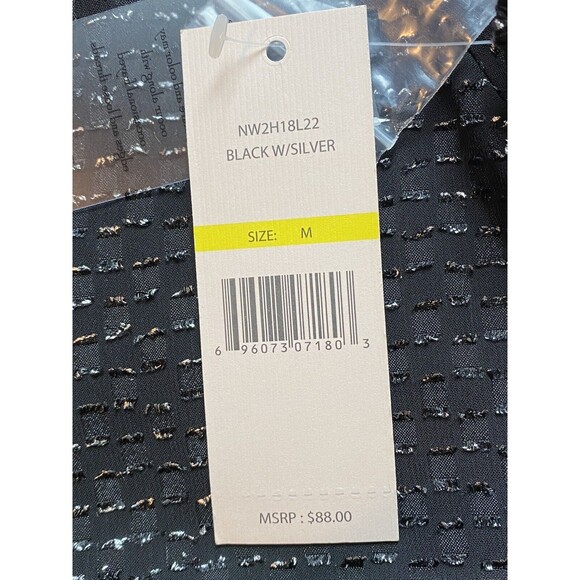 NW2H18L22
BLACK W/SILVER
SIZE: M
6 96073 07180 3
MSRP : $88.00